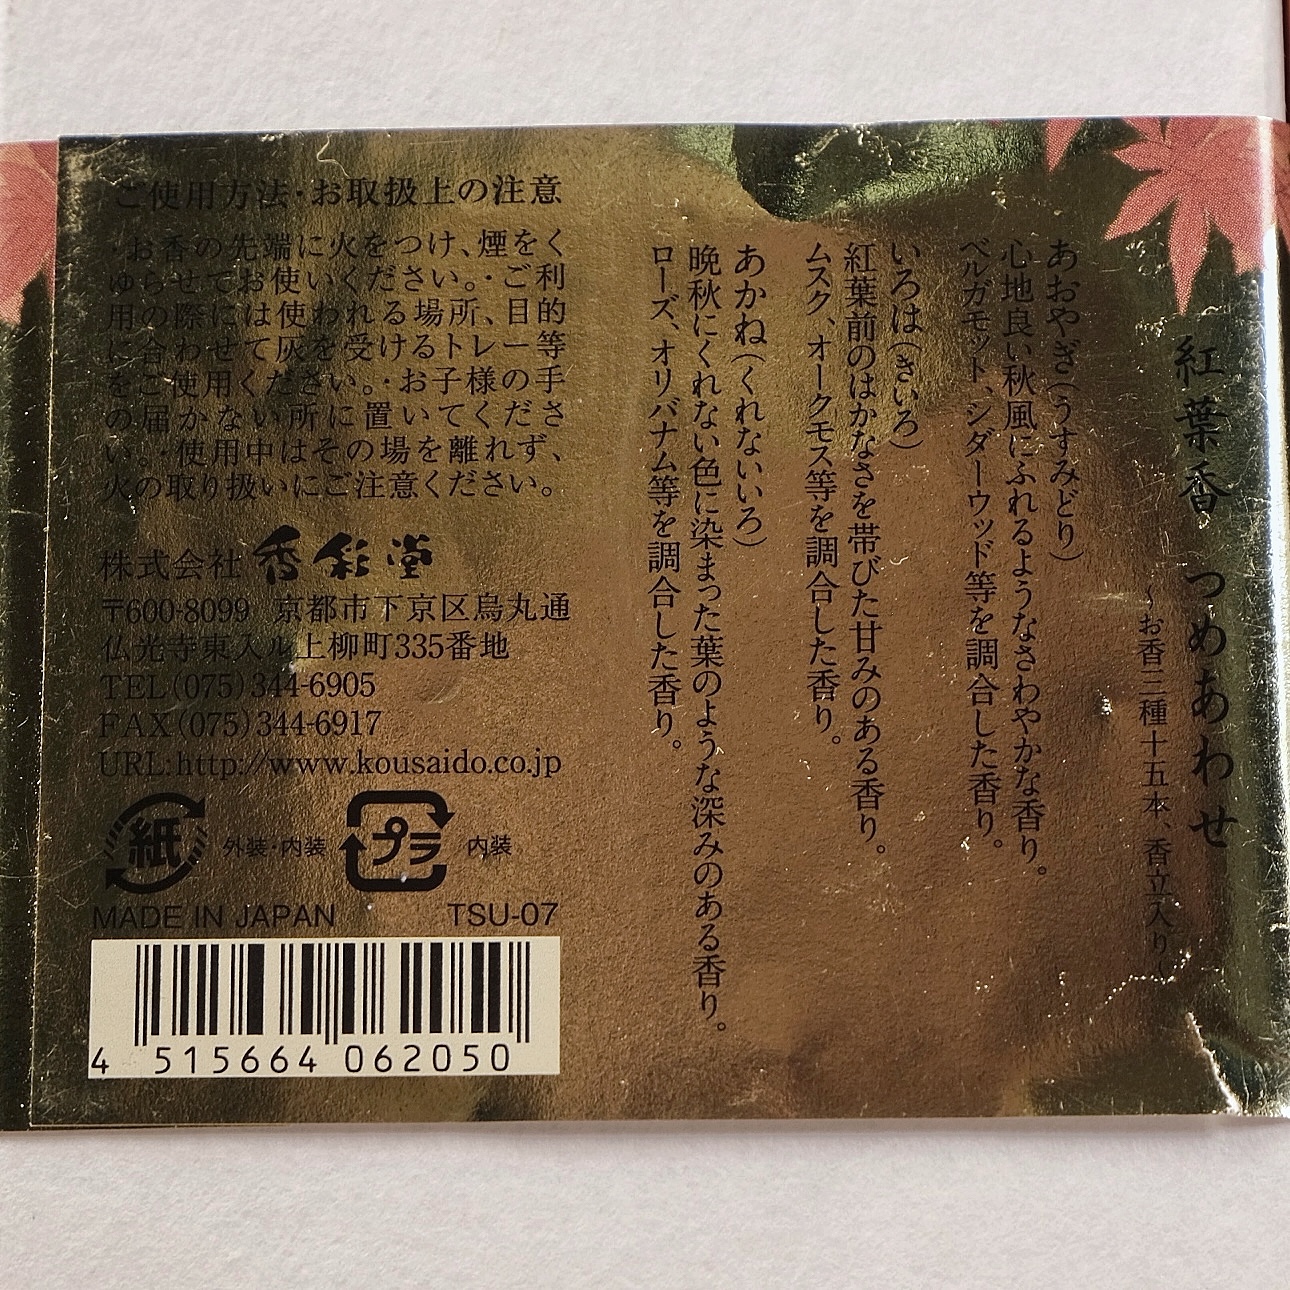 紅葉香 つめあわせ
〜お香三種十五本、香立入り〜
あおやぎ(うすみどり)
心地良い秋風にふれるようなさわやかな香り。
ベルガモット、シダーウッド等を調合した香り。
いろは(きいろ)
紅葉前のはかなさを帯びた甘みのある香り。
ムスク、オークモス等を調合した香り。
あかね(くれないいろ)
晩秋にくれない色に染まった葉のような深みのある香り。
ローズ、オリバナム等を調合した香り。
ご使用方法・お取扱上の注意
・お香の先端に火をつけ、煙をく
ゆらせてお使いください。・ご利
用の際には使われる場所、目的
に合わせて灰を受けるトレー等
をご使用ください。・お子様の手
の届かない所に置いてくださ
い。・使用中はその場を離れず、
火の取り扱いにご注意ください。
株式会社 香彩堂
〒600-8099 京都市下京区烏丸通
仏光寺東入ル上柳町335番地
TEL(075)344-6905
FAX(075)344-6917
URL:http://www.kousaido.co.jp
紙 外装・内装 プラ 内装
MADE IN JAPAN TSU-07
4 515664 062050